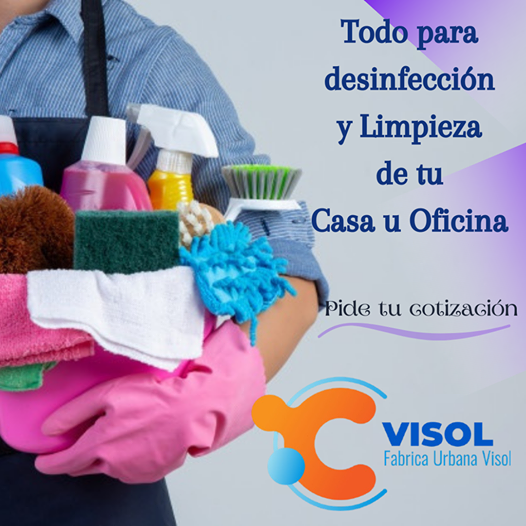 Todo para
desinfección
y Limpieza
de tu
Casa u Oficina
Pide tu cotización
VISOL
Fabrica Urbana Visol